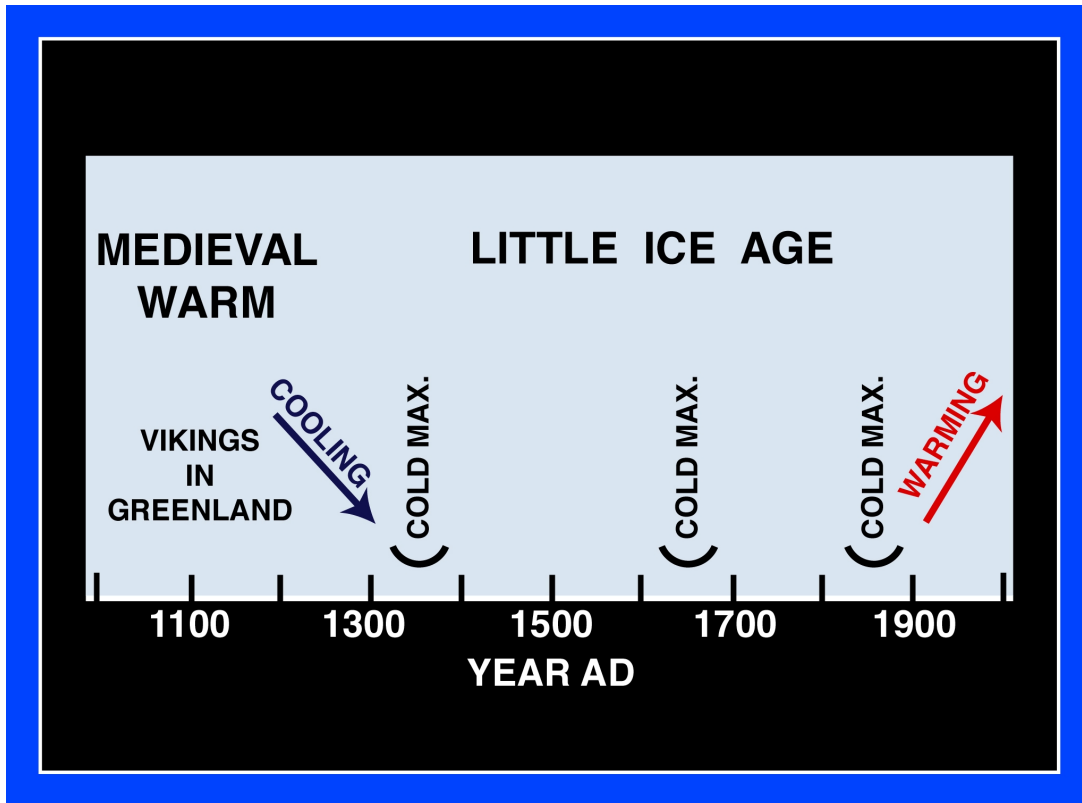 MEDIEVAL
WARM
LITTLE ICE AGE
VIKINGS
IN
GREENLAND
COOLING
COLD MAX.
COLD MAX.
COLD MAX.
WARMING
1100
1300
1500
1700
1900
YEAR AD